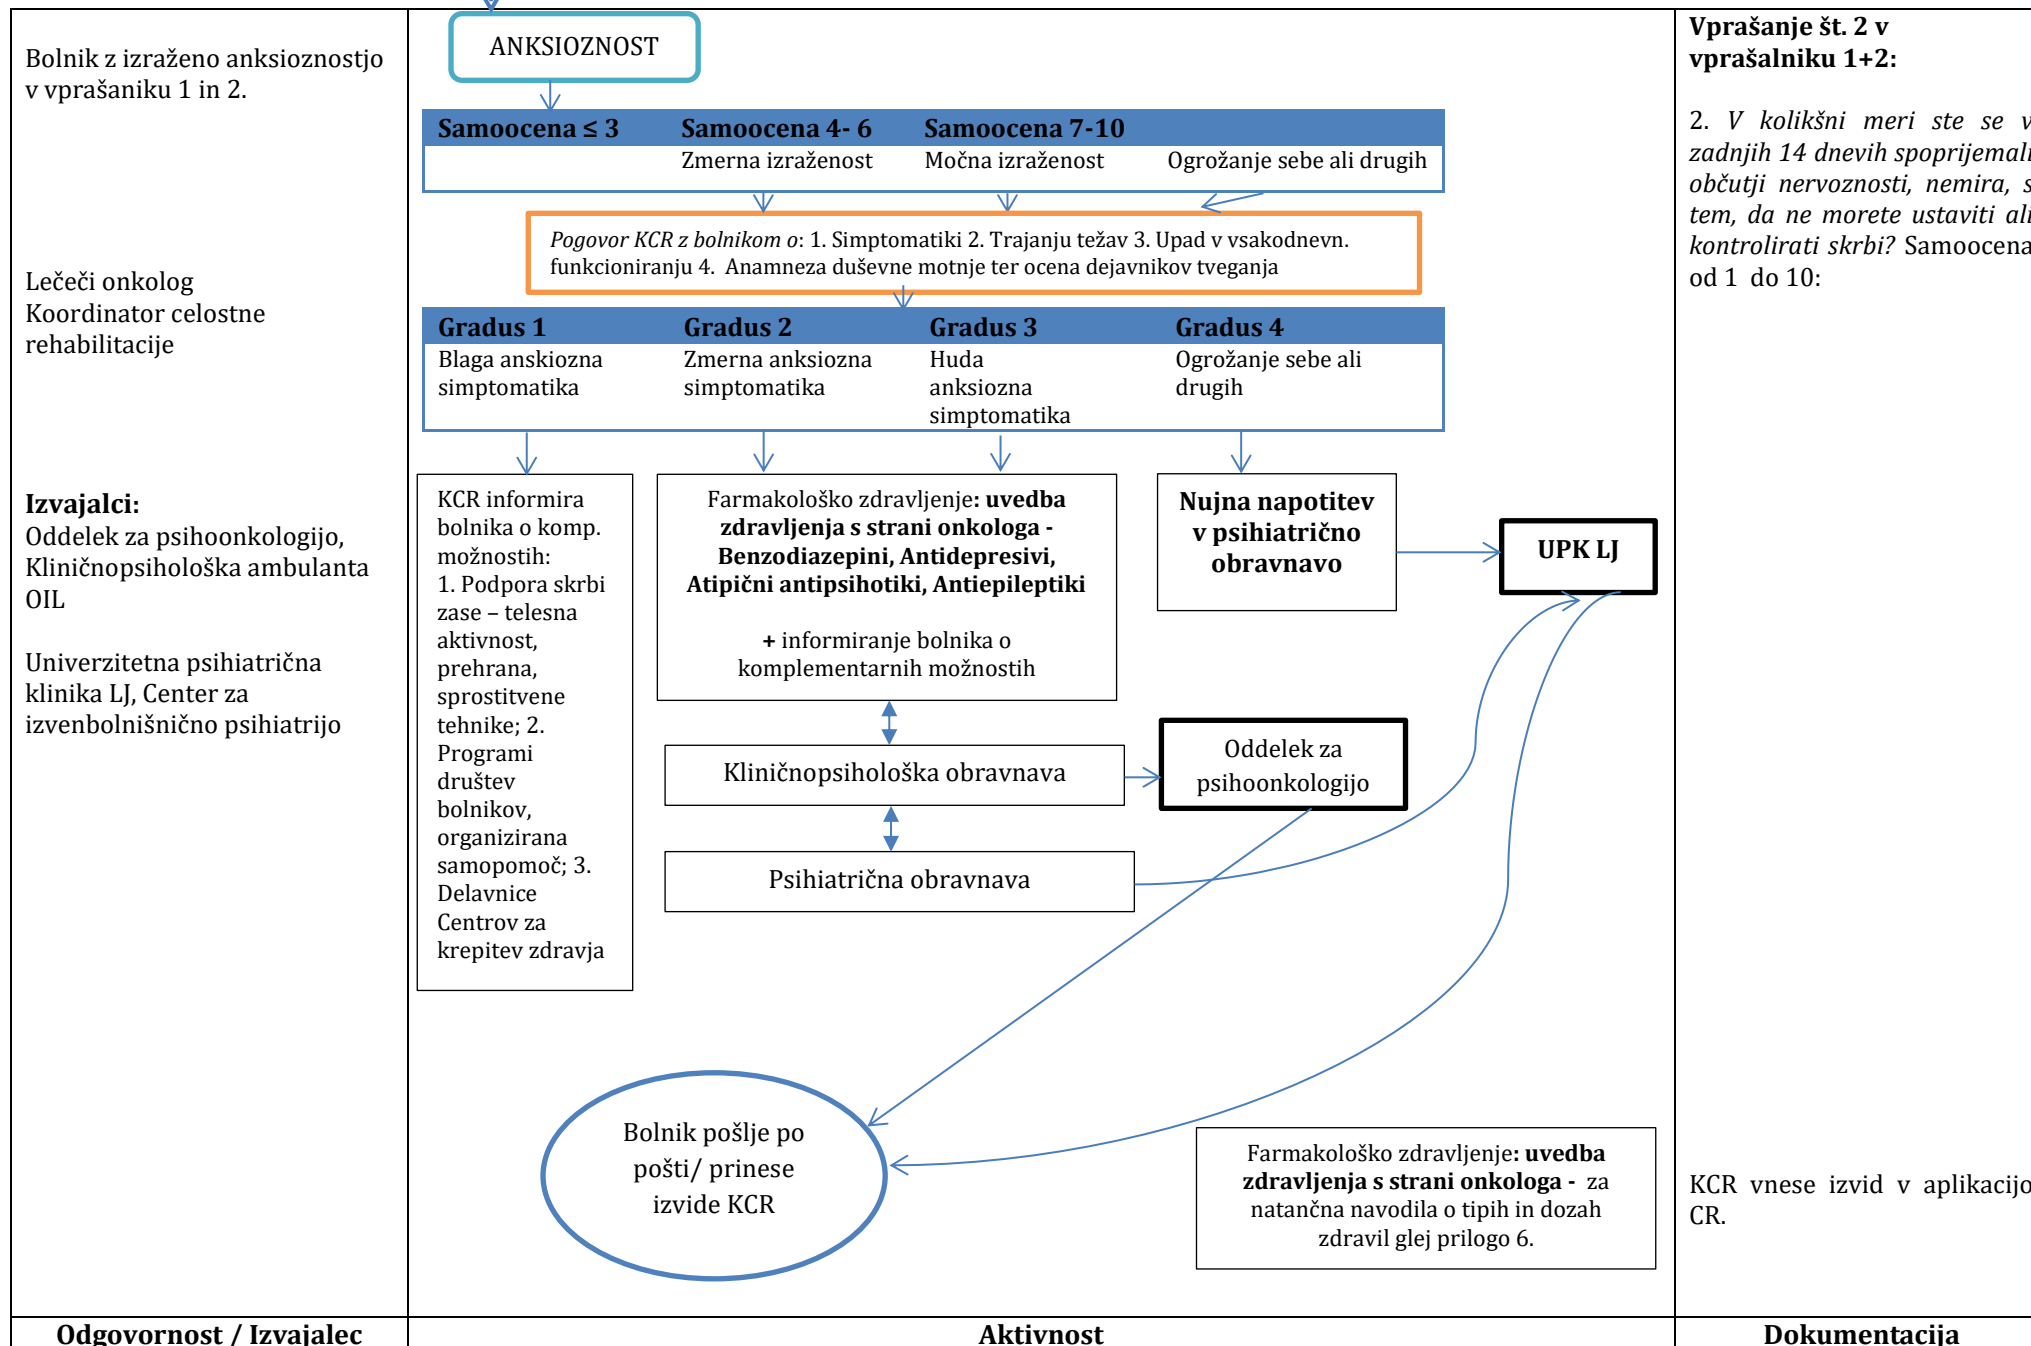 Bolnik z izraženo anksioznostjo
v vprašaniku 1 in 2.
Lečeči onkolog
Koordinator celostne
rehabilitacije
Izvajalci:
Oddelek za psihoonkologijo,
Kliničnopsihološka ambulanta
OIL
Univerzitetna psihiatrična
klinika LJ, Center za
izvenbolnišnično psihiatrijo
ANKSIOZNOST
Samoocena ≤ 3 Samoocena 4- 6 Samoocena 7-10
Zmerna izraženost Močna izraženost Ogrožanje sebe ali drugih
Pogovor KCR z bolnikom o: 1. Simptomatiki 2. Trajanju težav 3. Upad v vsakodnevn.
funkcioniranju 4. Anamneza duševne motnje ter ocena dejavnikov tveganja
Gradus 1 Gradus 2 Gradus 3 Gradus 4
Blaga anskiozna
simptomatika
Zmerna anksiozna
simptomatika
Huda
anksiozna
simptomatika
Ogrožanje sebe ali
drugih
KCR informira
bolnika o komp.
možnostih:
1. Podpora skrbi
zase – telesna
aktivnost,
prehrana,
sprostitvene
tehnike; 2.
Programi
društev
bolnikov,
organizirana
samopomoč; 3.
Delavnice
Centrov za
krepitev zdravja
Farmakološko zdravljenje: uvedba
zdravljenja s strani onkologa -
Benzodiazepini, Antidepresivi,
Atipični antipsihotiki, Antiepileptiki
+ informiranje bolnika o
komplementarnih možnostih
Kliničnopsihološka obravnava
Psihiatrična obravnava
Nujna napotitev
v psihiatrično
obravnavo
UPK LJ
Oddelek za
psihoonkologijo
Bolnik pošlje po
pošti/ prinese
izvide KCR
Farmakološko zdravljenje: uvedba
zdravljenja s strani onkologa - za
natančna navodila o tipih in dozah
zdravil glej prilogo 6.
Vprašanje št. 2 v
vprašalniku 1+2:
2. V kolikšni meri ste se v
zadnjih 14 dnevih spoprijemali
občutji nervoznosti, nemira, s
tem, da ne morete ustaviti ali
kontrolirati skrbi? Samoocena
od 1 do 10:
KCR vnese izvid v aplikacijo
CR.
Odgovornost / Izvajalec Aktivnost Dokumentacija